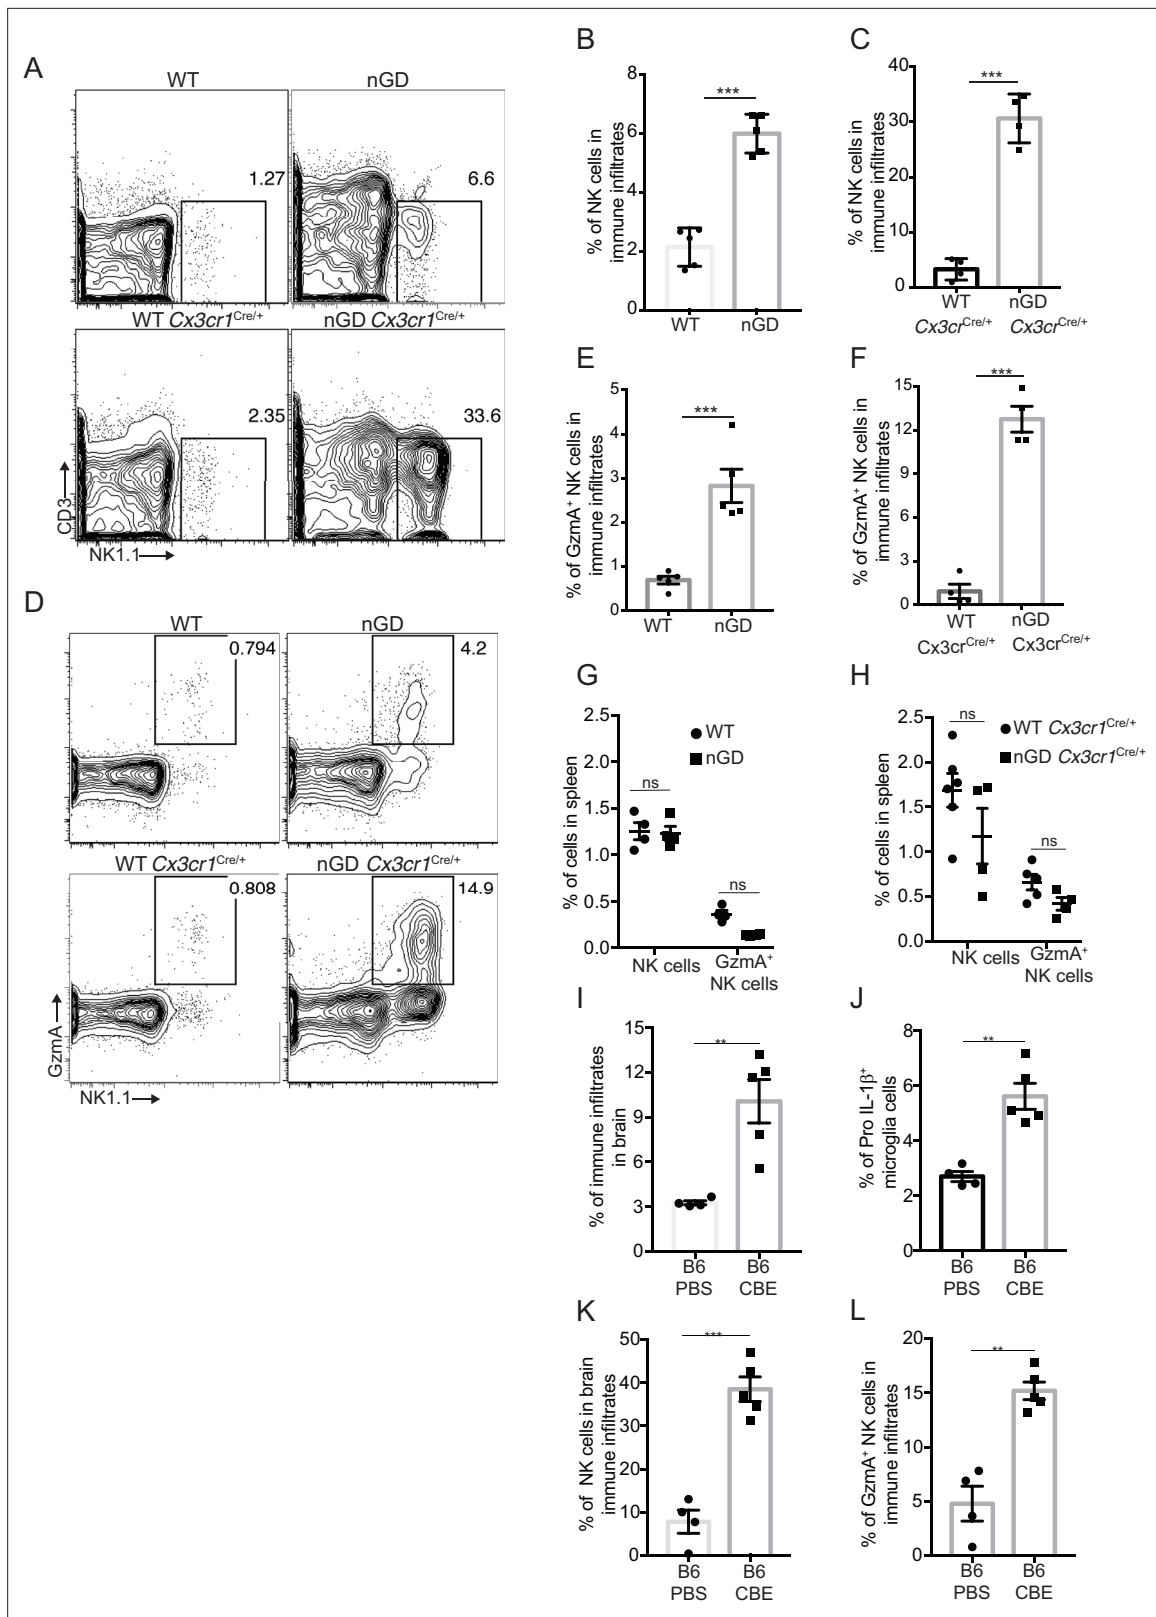 A
WT
nGD
1.27
6.6
WT Cx3cr1Cre/+
nGD Cx3cr1Cre/+
2.35
33.6
CD3
NK1.1
B
% of NK cells in
immune infiltrates
8
6
4
2
0
***
WT
nGD
C
% of NK cells in
immune infiltrates
40
30
20
10
0
***
WT
nGD
Cx3crCre/+
Cx3crCre/+
D
WT
nGD
0.794
4.2
WT Cx3cr1Cre/+
nGD Cx3cr1Cre/+
0.808
14.9
GzmA
NK1.1
E
% of GzmA+ NK cells in
immune infiltrates
5
4
3
2
1
0
***
WT
nGD
F
% of GzmA+ NK cells in
immune infiltrates
15
12
9
6
3
0
***
WT
nGD
Cx3crCre/+
Cx3crCre/+
G
% of cells in spleen
2.5
2.0
1.5
1.0
0.5
0.0
WT
nGD
ns
ns
NK cells
GzmA+
NK cells
H
% of cells in spleen
2.5
2.0
1.5
1.0
0.5
0.0
WT Cx3cr1Cre/+
nGD Cx3cr1Cre/+
ns
ns
NK cells
GzmA+
NK cells
I
% of immune infiltrates
in brain
15
12
9
6
3
0
**
B6
PBS
B6
CBE
J
% of Pro IL-1β+
microglia cells
8
6
4
2
0
**
B6
PBS
B6
CBE
K
% of NK cells in brain
immune infiltrates
50
40
30
20
10
0
***
B6
PBS
B6
CBE
L
% of GzmA+ NK cells in
immune infiltrates
20
15
10
5
0
**
B6
PBS
B6
CBE